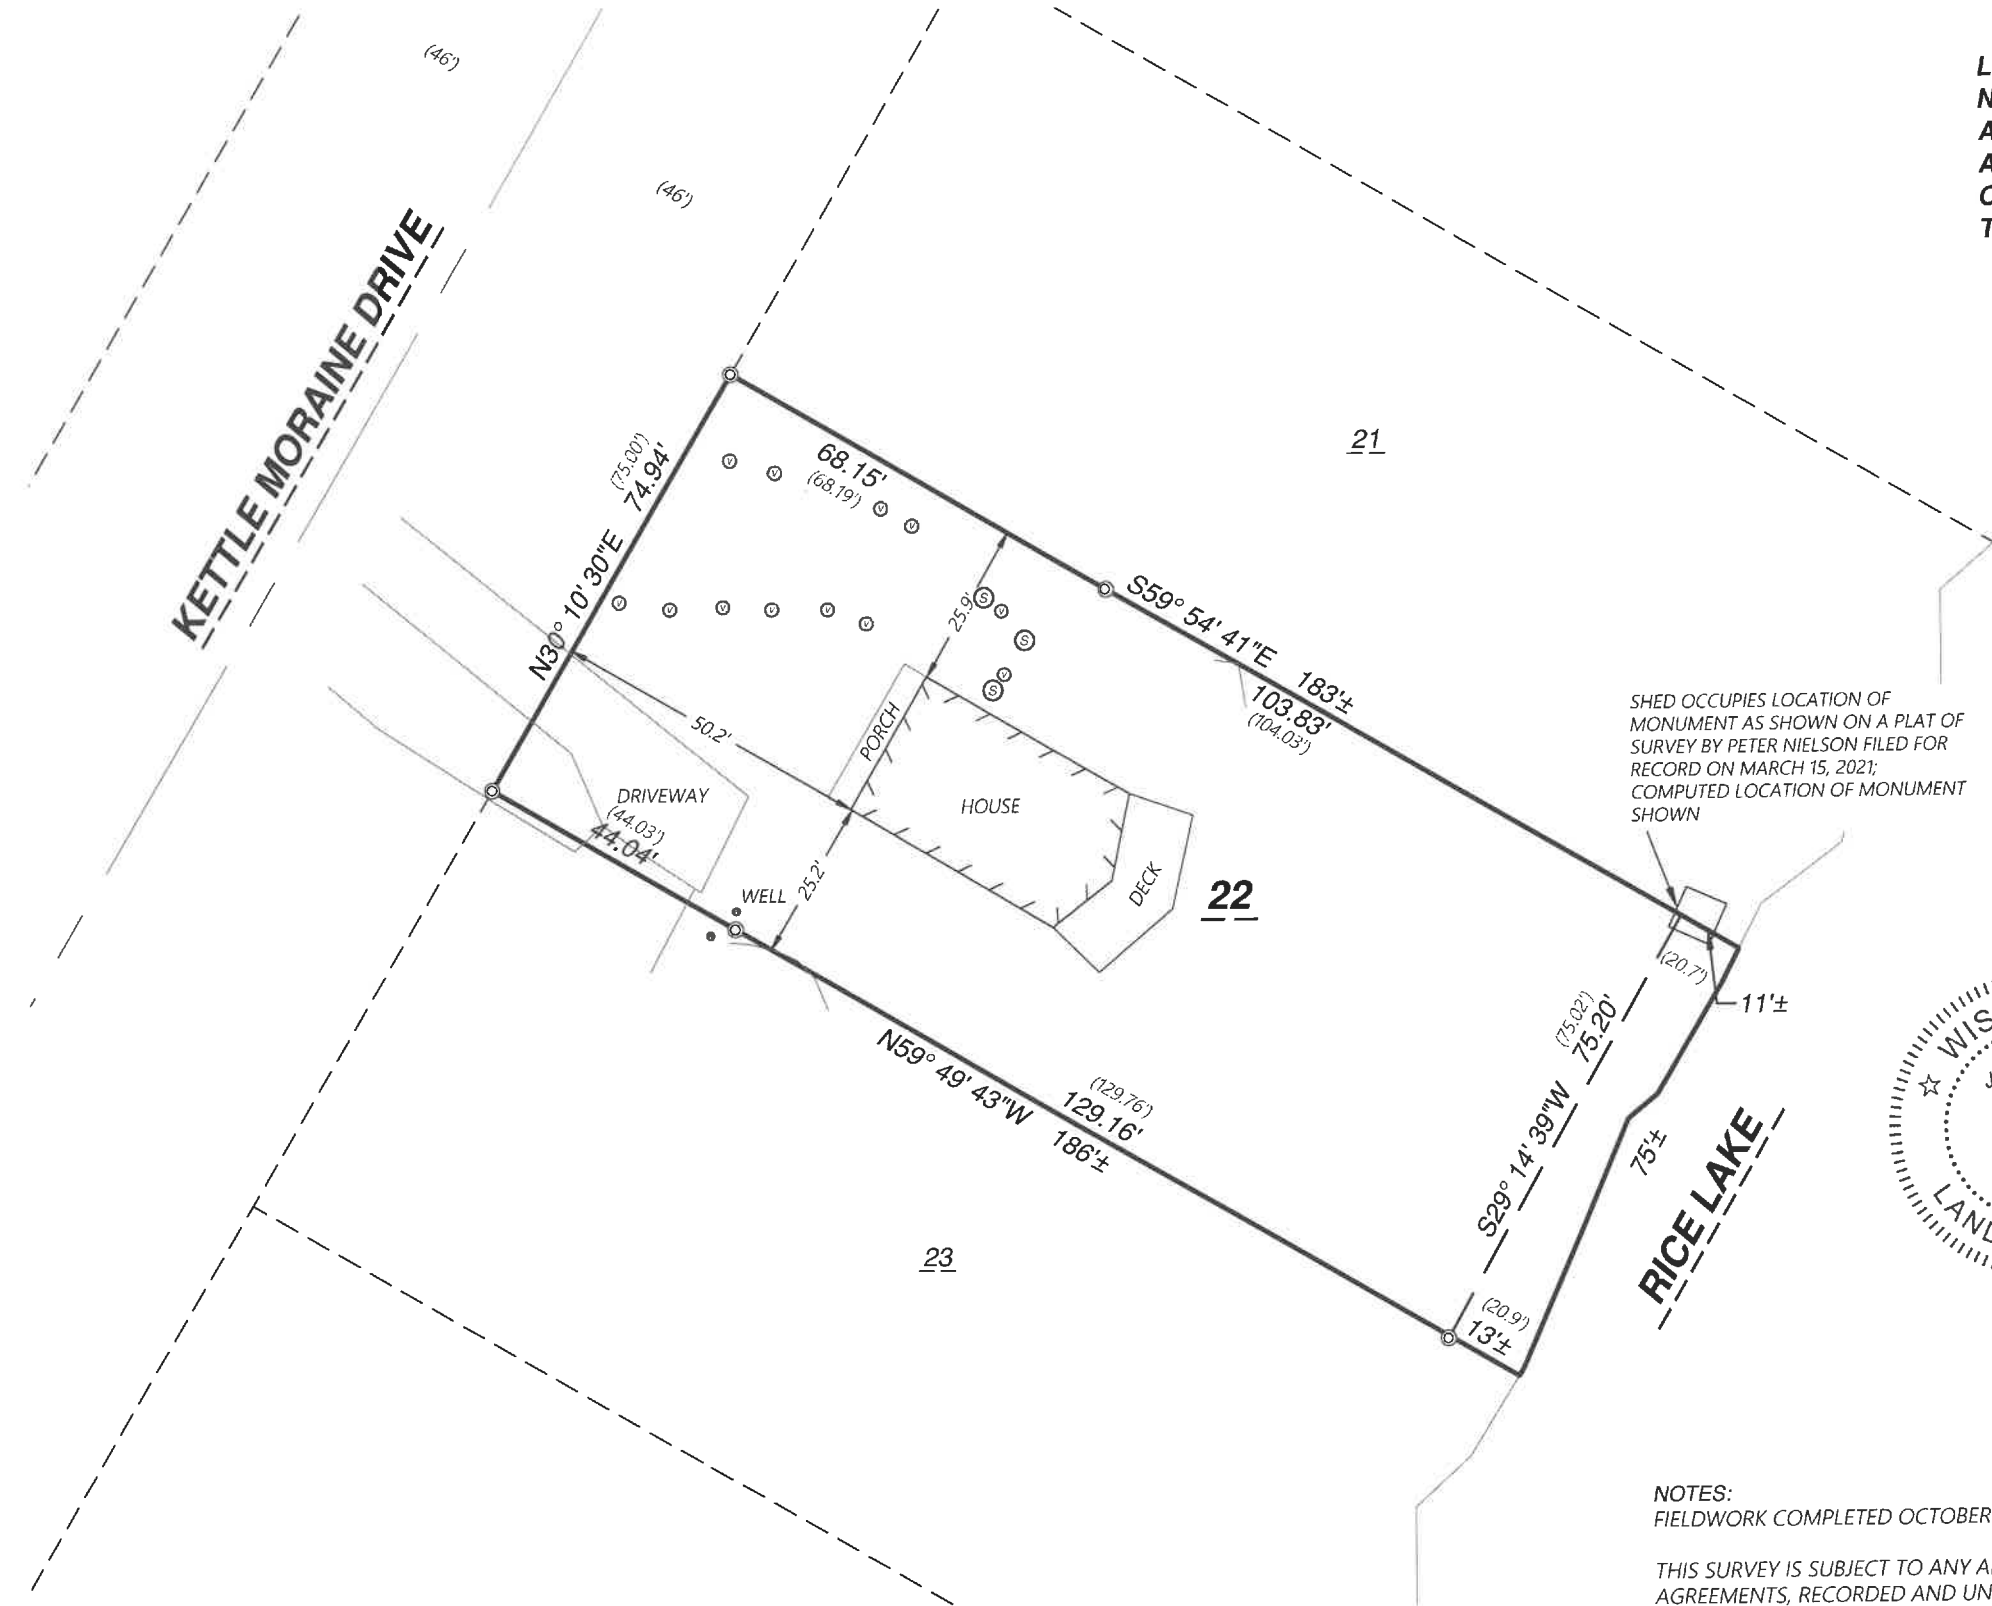 (46')
(46')
KETTLE MORAINE DRIVE
21
68.15'
(68.19')
(75.00')
74.94'
N30° 10' 30"E
25.9'
S59° 54' 41"E
183'±
103.83'
(104.03')
V
V
V
V
V
V
V
V
V
V
S
V
S
V
S
50.2'
PORCH
HOUSE
DECK
DRIVEWAY
(44.03')
44.04'
WELL
25.2'
22
SHED OCCUPIES LOCATION OF
MONUMENT AS SHOWN ON A PLAT OF
SURVEY BY PETER NIELSON FILED FOR
RECORD ON MARCH 15, 2021;
COMPUTED LOCATION OF MONUMENT
SHOWN
(20.7')
11'±
(75.02')
75.20'
S29° 14' 39"W
N59° 49' 43"W
(129.76')
129.16'
186'±
75'±
RICE LAKE
23
(20.9')
13'±
WIS
LAN
L
N
A
A
T
NOTES:
FIELDWORK COMPLETED OCTOBER
THIS SURVEY IS SUBJECT TO ANY
AGREEMENTS, RECORDED AND UN